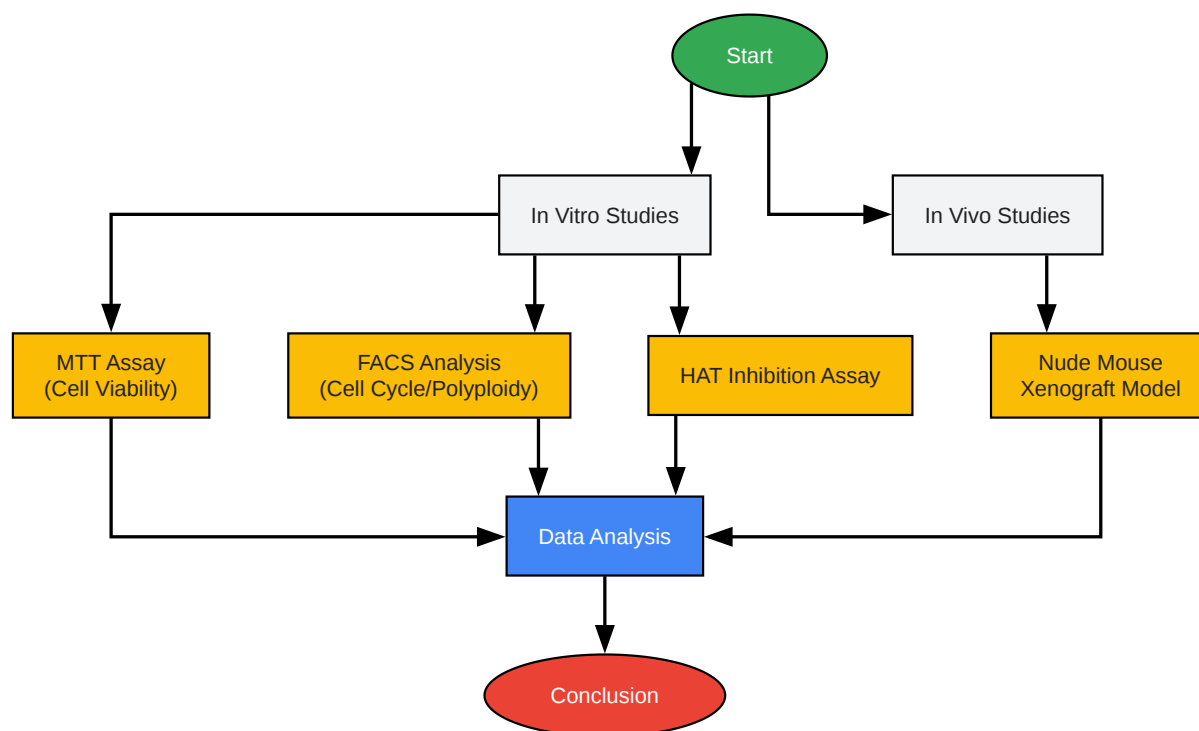 Start
In Vitro Studies
In Vivo Studies
MTT Assay
(Cell Viability)
FACS Analysis
(Cell Cycle/Polyploidy)
HAT Inhibition Assay
Nude Mouse
Xenograft Model
Data Analysis
Conclusion